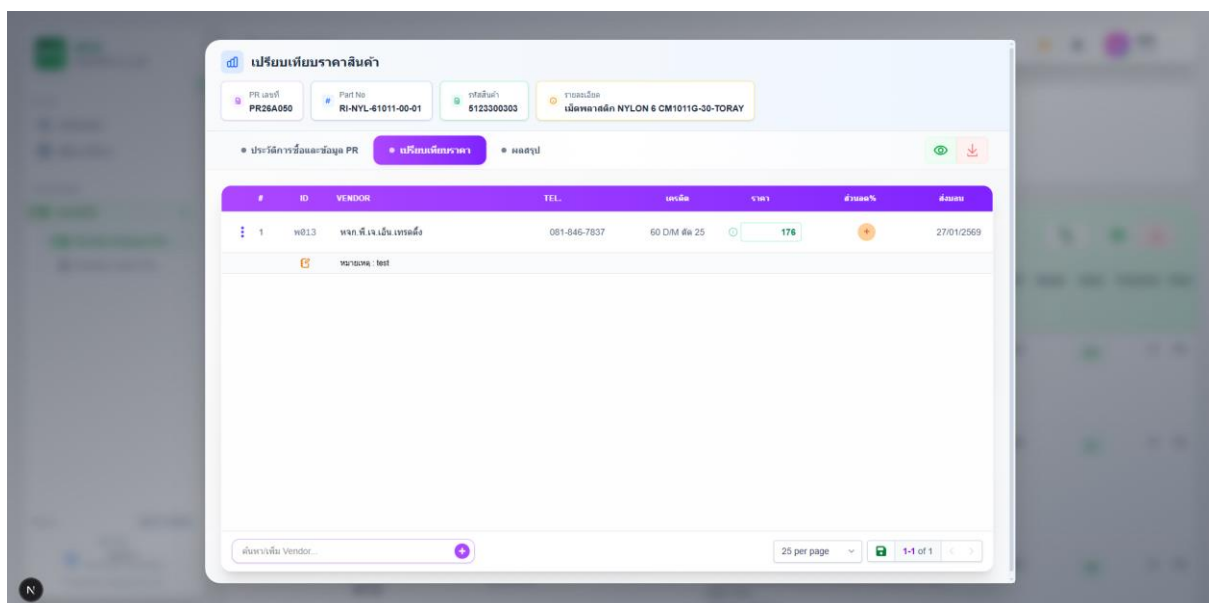 เปรียบเทียบราคาสินค้า
PR เลขที่
PR26A050
Part No
RI-NYL-61011-00-01
รหัสสินค้า
5123300303
รายละเอียด
เม็ดพลาสติก NYLON 6 CM1011G-30-TORAY
ประวัติการซื้อและข้อมูล PR
เปรียบเทียบราคา
ผลสรุป
# ID VENDOR TEL. เครดิต ราคา ส่วนลด% ส่งมอบ
1 พ013 หจก.พี.เจ.เอ็น.เทรดดิ้ง 081-846-7837 60 D/M ตัด 25 176 27/01/2569
หมายเหตุ : test
ค้นหา/เพิ่ม Vendor...
25 per page
1-1 of 1
N